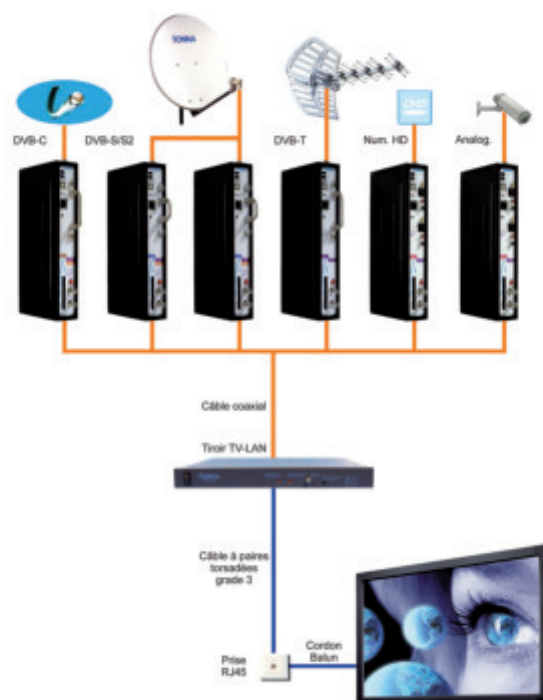 TONNA
DVB-C
DVB-S/S2
DVB-T
Num. HD
Analog.
Câble coaxial
Tiroir TV-LAN
Câble à paires
torsadées
grade 3
Prise
RJ45
Cordon
Balun